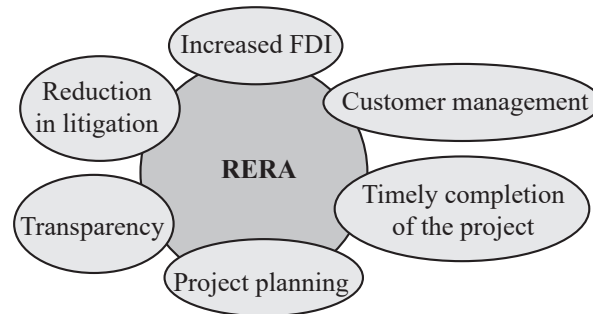 Increased FDI
Reduction
in litigation
Customer management
RERA
Transparency
Timely completion
of the project
Project planning